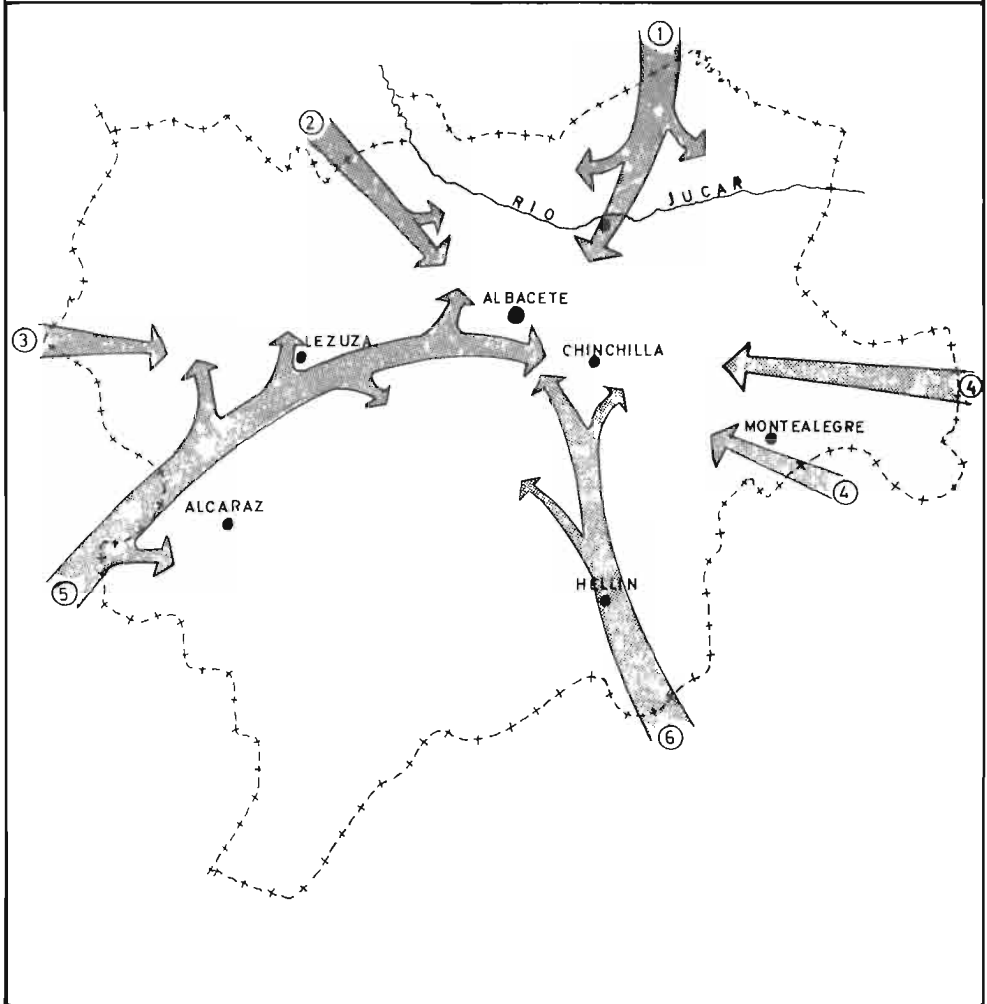 1
2
RIO JUCAR
ALBACETE
3
LEZUZA
CHINCHILLA
4
MONTEALEGRE
4
ALCARAZ
5
HELLIN
6